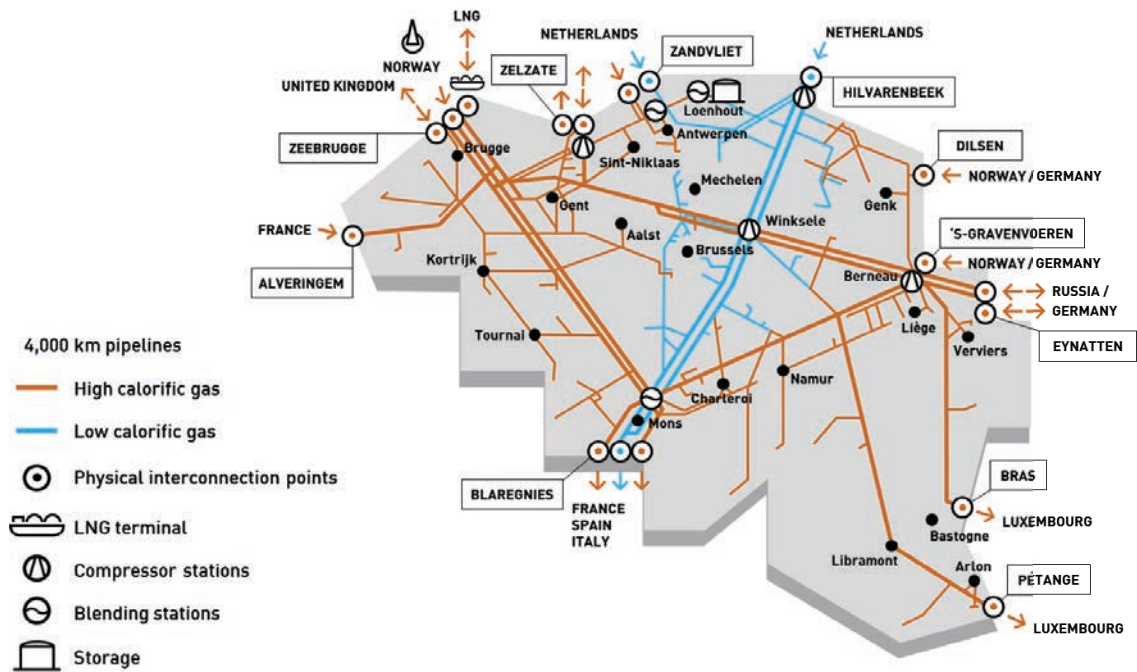 LNG
NORWAY
NETHERLANDS
NETHERLANDS
ZANDVLIET
ZELZATE
UNITED KINGDOM
HILVARENBEEK
Loenhout
Antwerpen
ZEEBRUGGE
Brugge
Sint-Niklaas
DILSEN
Mechelen
NORWAY / GERMANY
Genk
Gent
FRANCE
Aalst
Winksele
'S-GRAVENVOEREN
Brussels
NORWAY / GERMANY
ALVERINGEM
Kortrijk
Berneau
RUSSIA /
GERMANY
Liège
Tournai
Verviers
EYNATTEN
4,000 km pipelines
High calorific gas
Namur
Charleroi
Low calorific gas
Mons
Physical interconnection points
BLAREGNIES
BRAS
FRANCE
SPAIN
ITALY
LUXEMBOURG
LNG terminal
Bastogne
Libramont
Arlon
Compressor stations
PÉTANGE
Blending stations
LUXEMBOURG
Storage